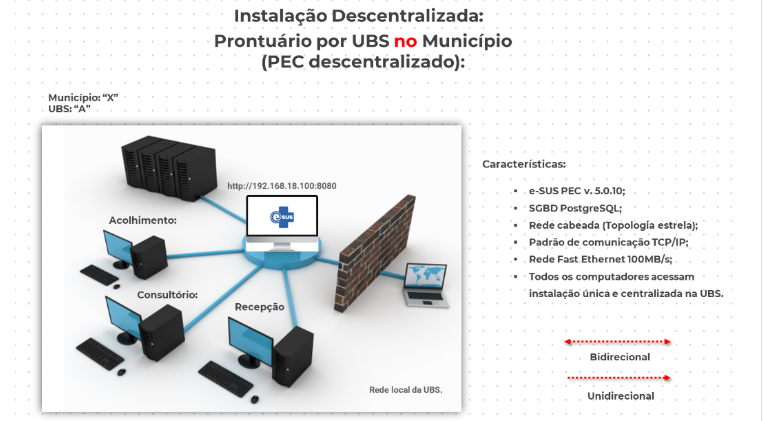 Instalação Descentralizada:
Prontuário por UBS no Município
(PEC descentralizado):
Município: “X”
UBS: “A”
http://192.168.18.100:8080
e sus
Acolhimento:
Consultório:
Recepção
Rede local da UBS.
Características:
▪ e-SUS PEC v. 5.0.10;
▪ SGBD PostgreSQL;
▪ Rede cabeada (Topologia estrela);
▪ Padrão de comunicação TCP/IP;
▪ Rede Fast Ethernet 100MB/s;
▪ Todos os computadores acessam
instalação única e centralizada na UBS.
Bidirecional
Unidirecional